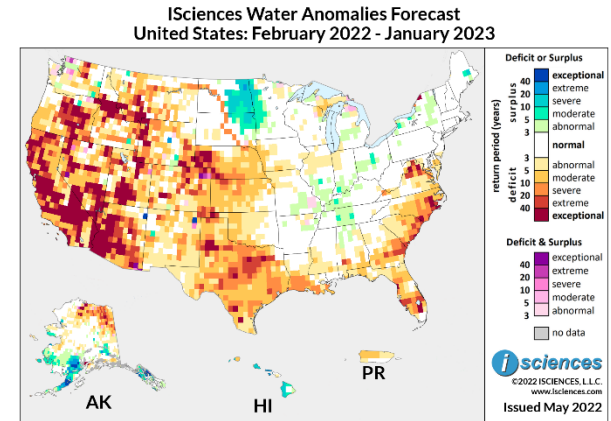 ISciences Water Anomalies Forecast
United States: February 2022 - January 2023
Deficit or Surplus
return period (years)
surplus
exceptional
40
extreme
20
severe
10
moderate
5
abnormal
3
normal
deficit
3
abnormal
5
moderate
10
severe
20
extreme
40
exceptional
Deficit & Surplus
exceptional
40
extreme
20
severe
10
moderate
5
abnormal
3
no data
isciences
©2022 ISCIENCES, L.L.C.
www.isciences.com
Issued May 2022
AK
HI
PR